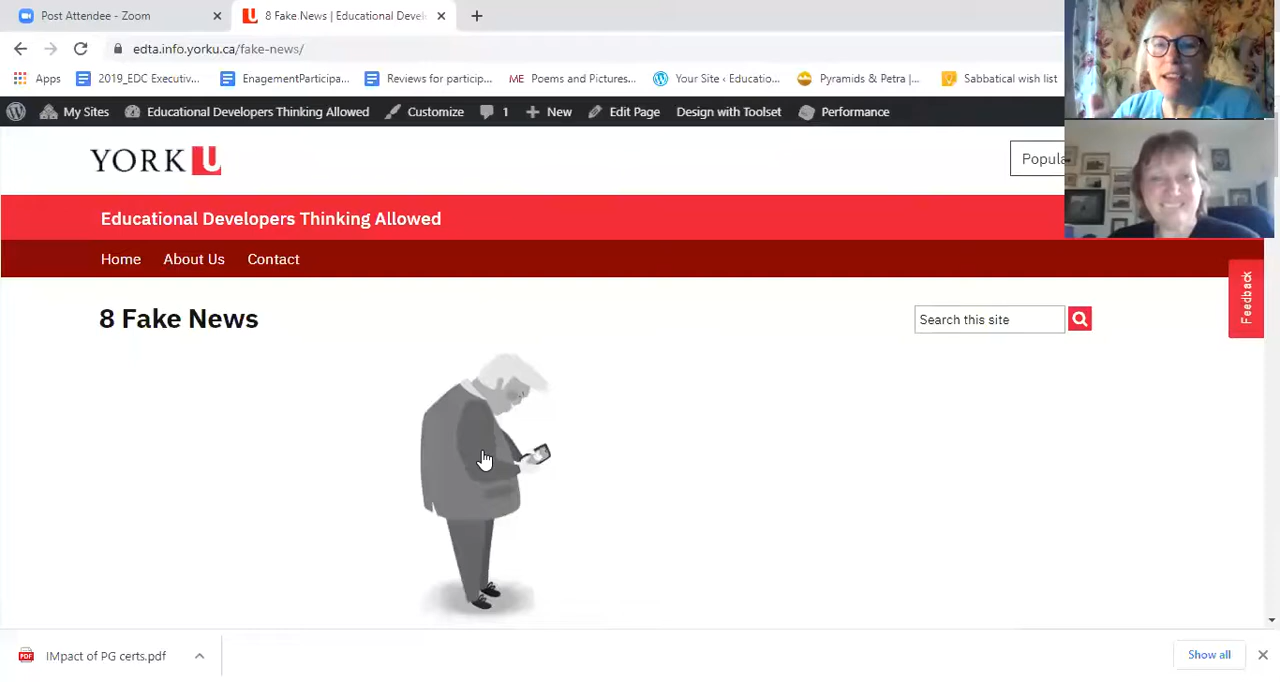 Post Attendee - Zoom
8 Fake News | Educational Devel
edta.info.yorku.ca/fake-news/
Apps
2019_EDC Executiv...
EnagementParticipa...
Reviews for particip...
ME Poems and Pictures...
Your Site ‹ Educatio...
Pyramids & Petra |...
Sabbatical wish list
My Sites
Educational Developers Thinking Allowed
Customize
1
New
Edit Page
Design with Toolset
Performance
YORK U
Popula
Educational Developers Thinking Allowed
Home
About Us
Contact
Feedback
8 Fake News
Search this site
IMpact of PG certs.pdf
Show all